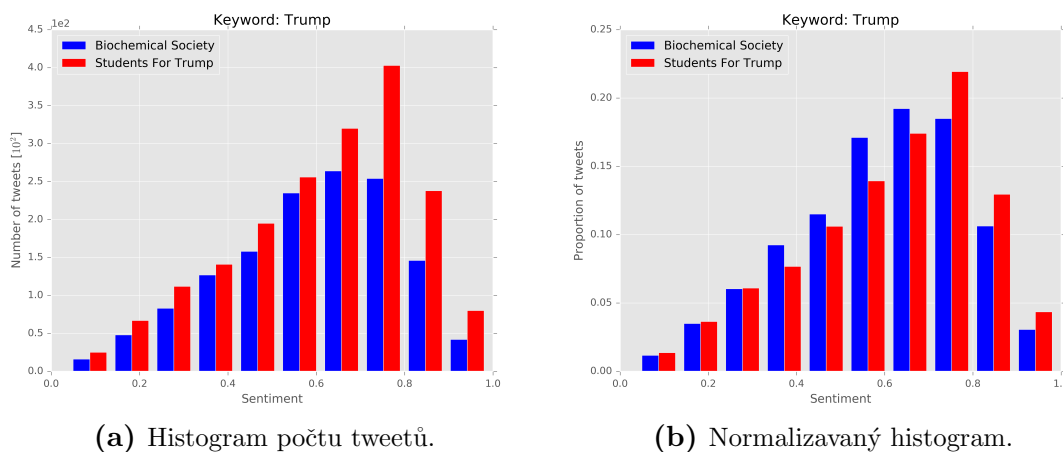 Keyword: Trump
1e2
Biochemical Society
Students For Trump
4.5
4.0
3.5
3.0
2.5
2.0
1.5
1.0
0.5
0.0
Number of tweets [10²]
0.0 0.2 0.4 0.6 0.8 1.0
Sentiment
(a) Histogram počtu tweetů.
Keyword: Trump
Biochemical Society
Students For Trump
0.25
0.20
0.15
0.10
0.05
0.00
Proportion of tweets
0.0 0.2 0.4 0.6 0.8 1.
Sentiment
(b) Normalizavaný histogram.